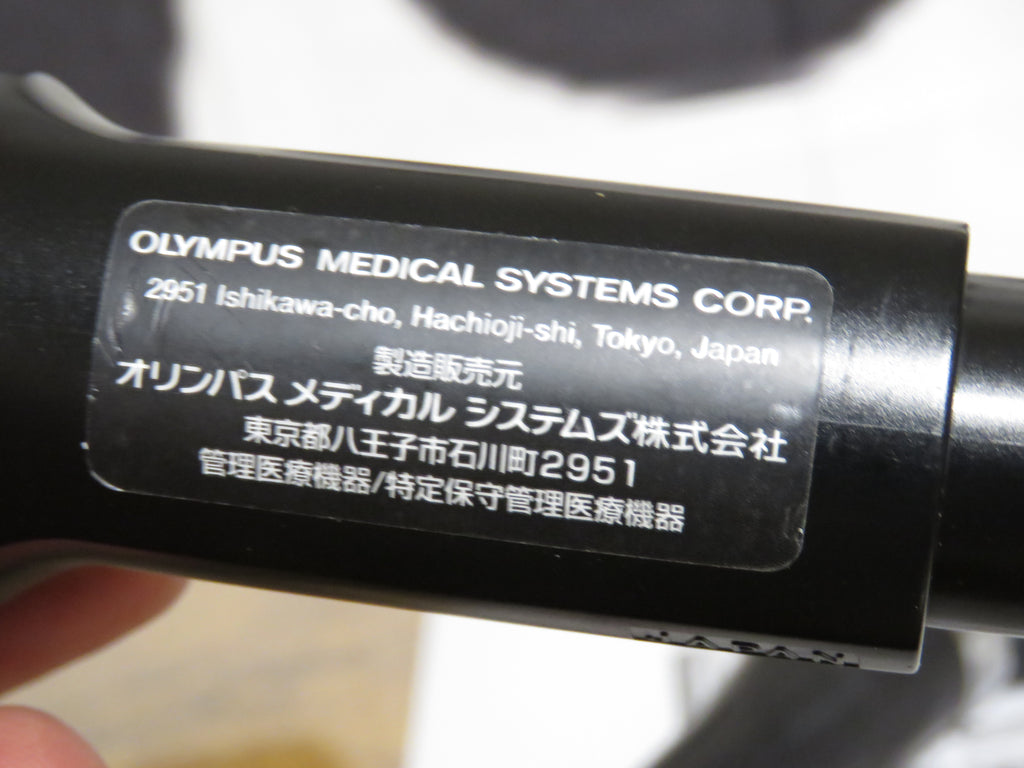 OLYMPUS MEDICAL SYSTEMS CORP.
2951 Ishikawa-cho, Hachioji-shi, Tokyo, Japan
製造販売元
オリンパス メディカル システムズ株式会社
東京都八王子市石川町2951
管理医療機器/特定保守管理医療機器
JAPAN